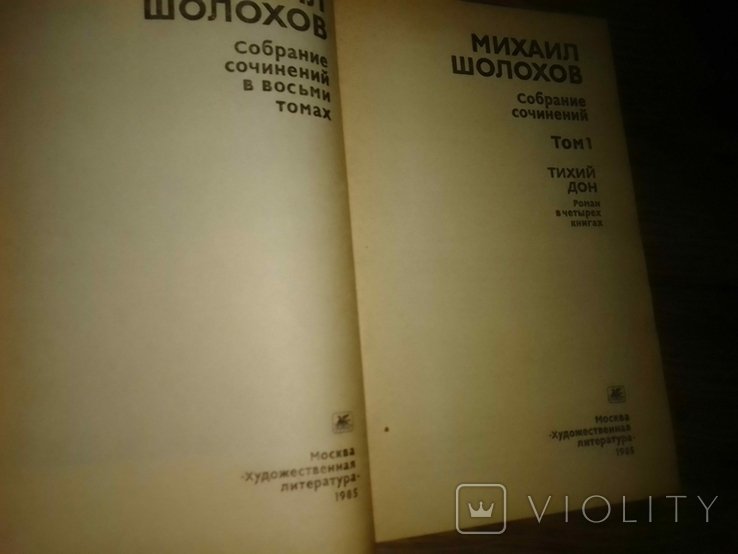 ШОЛОХОВ
Собрание
сочинений
в восьми
томах
Москва
«Художественная
литература»
1985
МИХАИЛ
ШОЛОХОВ
Собрание
сочинений
Том 1
ТИХИЙ
ДОН
Роман
в четырех
книгах
Москва
«Художественная
литература»
1985
VIOLITY